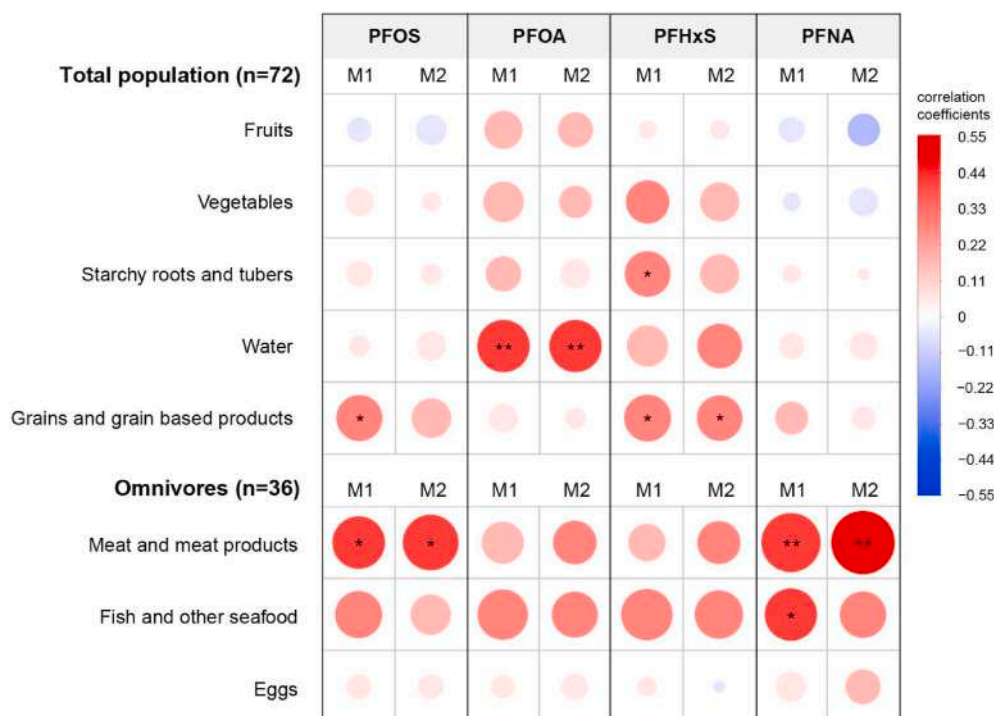 PFOS PFOA PFHxS PFNA
Total population (n=72) M1 M2 M1 M2 M1 M2 M1 M2
correlation
coefficients
Fruits
Vegetables
Starchy roots and tubers *
Water ** **
Grains and grain based products * * *
0.55
0.44
0.33
0.22
0.11
0
−0.11
−0.22
−0.33
−0.44
−0.55
Omnivores (n=36) M1 M2 M1 M2 M1 M2 M1 M2
Meat and meat products * * ** **
Fish and other seafood *
Eggs